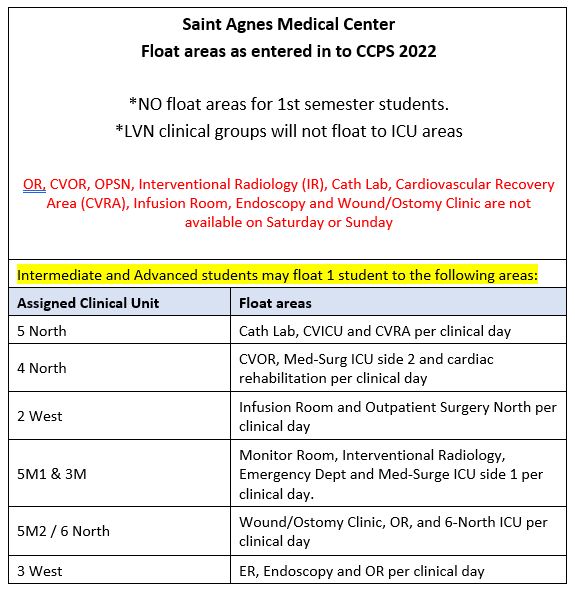 Saint Agnes Medical Center
Float areas as entered in to CCPS 2022
*NO float areas for 1st semester students.
*LVN clinical groups will not float to ICU areas
OR, CVOR, OPSN, Interventional Radiology (IR), Cath Lab, Cardiovascular Recovery
Area (CVRA), Infusion Room, Endoscopy and Wound/Ostomy Clinic are not
available on Saturday or Sunday
Intermediate and Advanced students may float 1 student to the following areas:
Assigned Clinical Unit
Float areas
5 North
Cath Lab, CVICU and CVRA per clinical day
4 North
CVOR, Med-Surg ICU side 2 and cardiac
rehabilitation per clinical day
2 West
Infusion Room and Outpatient Surgery North per
clinical day
5M1 & 3M
Monitor Room, Interventional Radiology,
Emergency Dept and Med-Surge ICU side 1 per
clinical day.
5M2 / 6 North
Wound/Ostomy Clinic, OR, and 6-North ICU per
clinical day
3 West
ER, Endoscopy and OR per clinical day